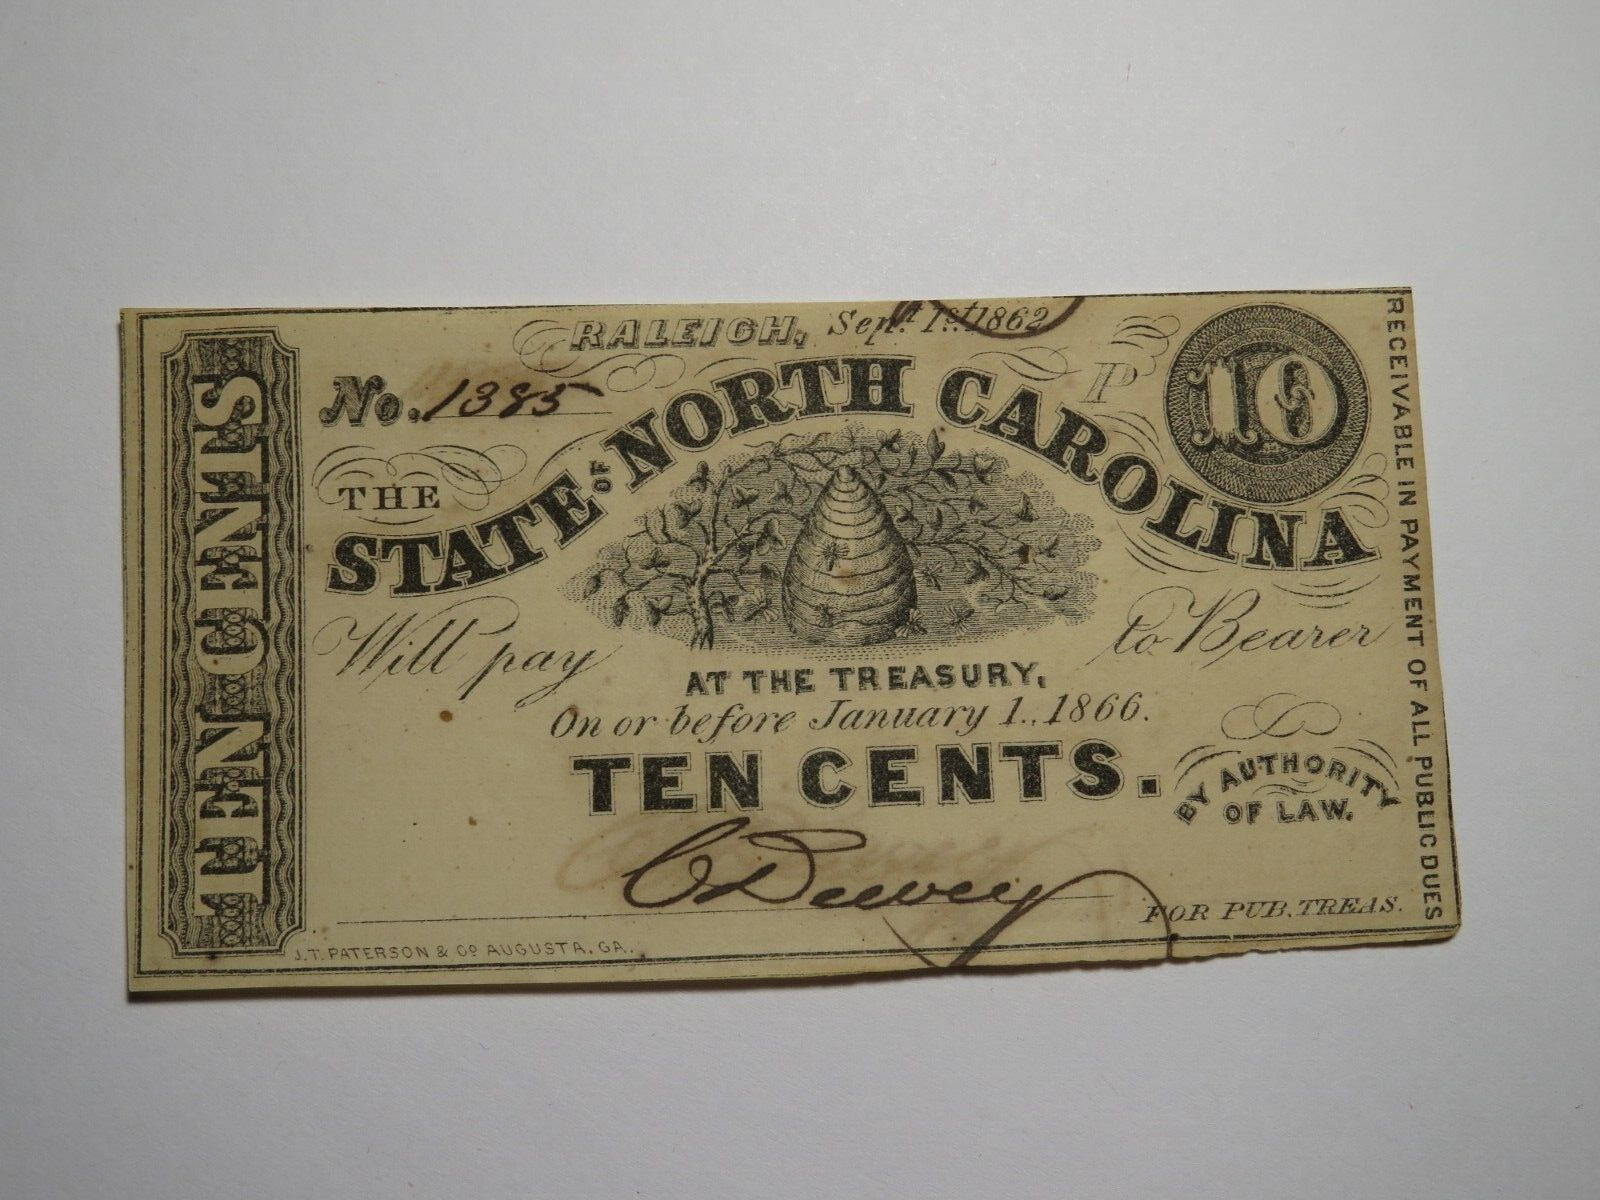 RALEIGH, Sept. 1st. 1862
No. 1385
P
10
THE
STATE OF NORTH CAROLINA
Will pay to Bearer
AT THE TREASURY,
On or before January 1., 1866.
TEN CENTS.
BY AUTHORITY
OF LAW.
C Dewey
FOR PUB. TREAS.
J.T. PATERSON & Co AUGUSTA, GA.
TEN CENTS
RECEIVABLE IN PAYMENT OF ALL PUBLIC DUES